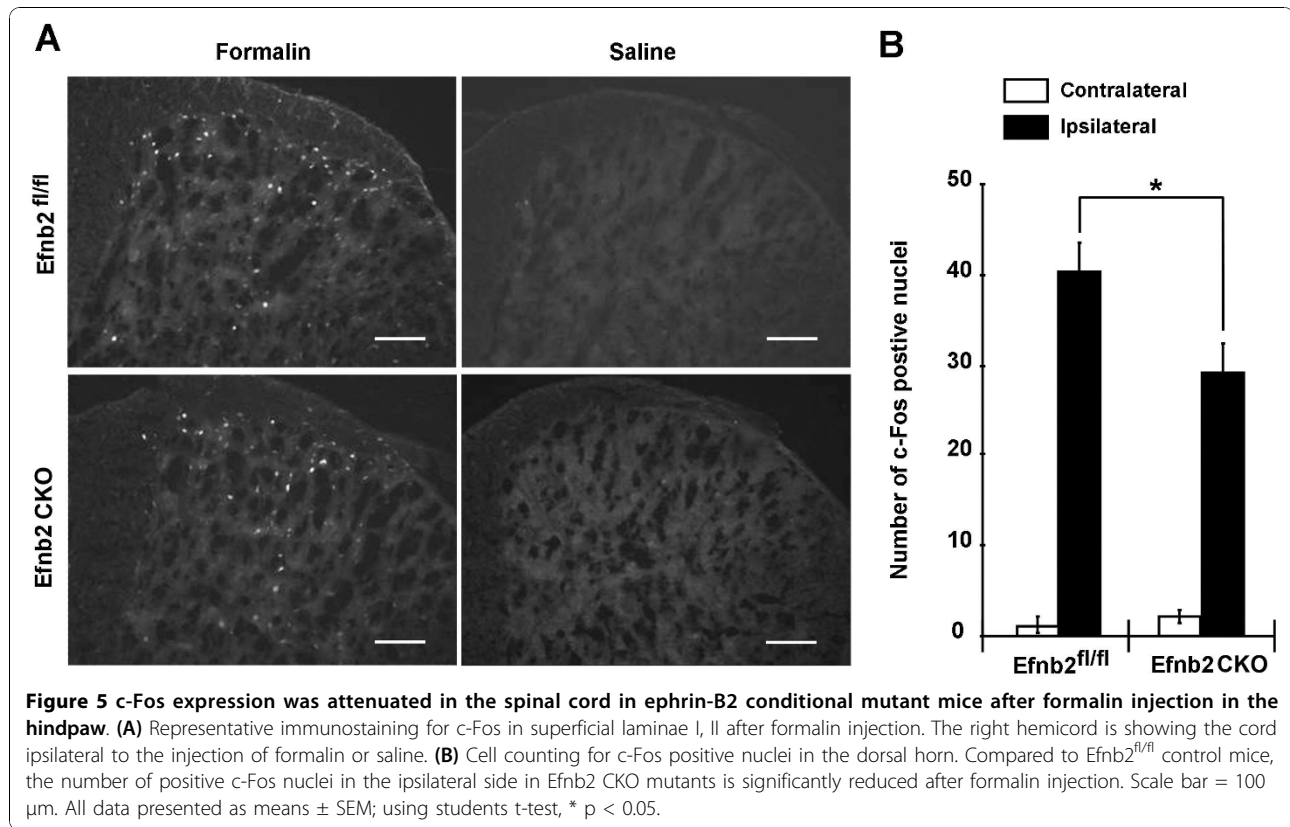 A
Formalin
Saline
Efnb2 fl/fl
Efnb2 CKO
B
Contralateral
Ipsilateral
Number of c-Fos postive nuclei
50
40
30
20
10
0
*
Efnb2fl/fl
Efnb2 CKO
Figure 5 c-Fos expression was attenuated in the spinal cord in ephrin-B2 conditional mutant mice after formalin injection in the
hindpaw. (A) Representative immunostaining for c-Fos in superficial laminae I, II after formalin injection. The right hemicord is showing the cord
ipsilateral to the injection of formalin or saline. (B) Cell counting for c-Fos positive nuclei in the dorsal horn. Compared to Efnb2fl/fl control mice,
the number of positive c-Fos nuclei in the ipsilateral side in Efnb2 CKO mutants is significantly reduced after formalin injection. Scale bar = 100
μm. All data presented as means ± SEM; using students t-test, * p < 0.05.